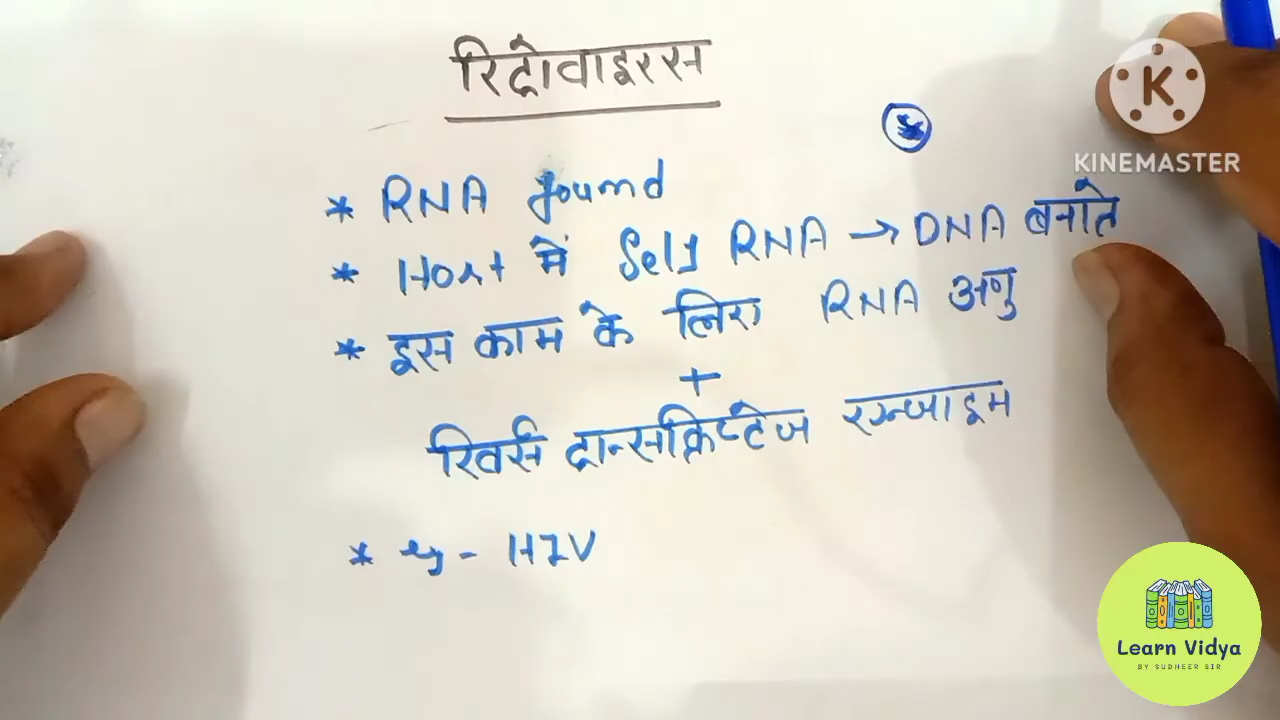 रिट्रोवाइरस
* RNA found
* Host में Self RNA → DNA बनाते
* इस काम के लिए RNA अणु
+
रिवर्स ट्रान्सक्रिप्टेज एन्जाइम
* eg - HIV
K
KINEMASTER
Learn Vidya
BY SUDHEER SIR